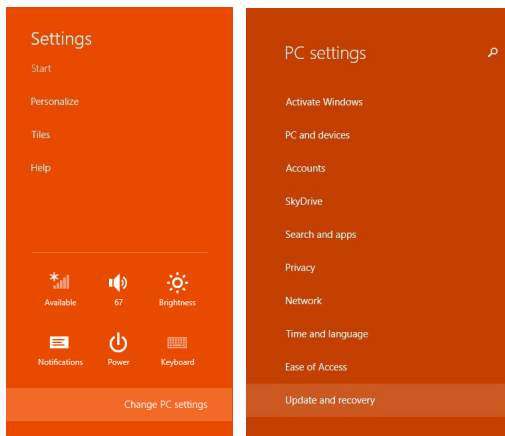 Settings
Start
Personalize
Tiles
Help
Available
67
Brightness
Notifications
Power
Keyboard
Change PC settings
PC settings
Activate Windows
PC and devices
Accounts
SkyDrive
Search and apps
Privacy
Network
Time and language
Ease of Access
Update and recovery